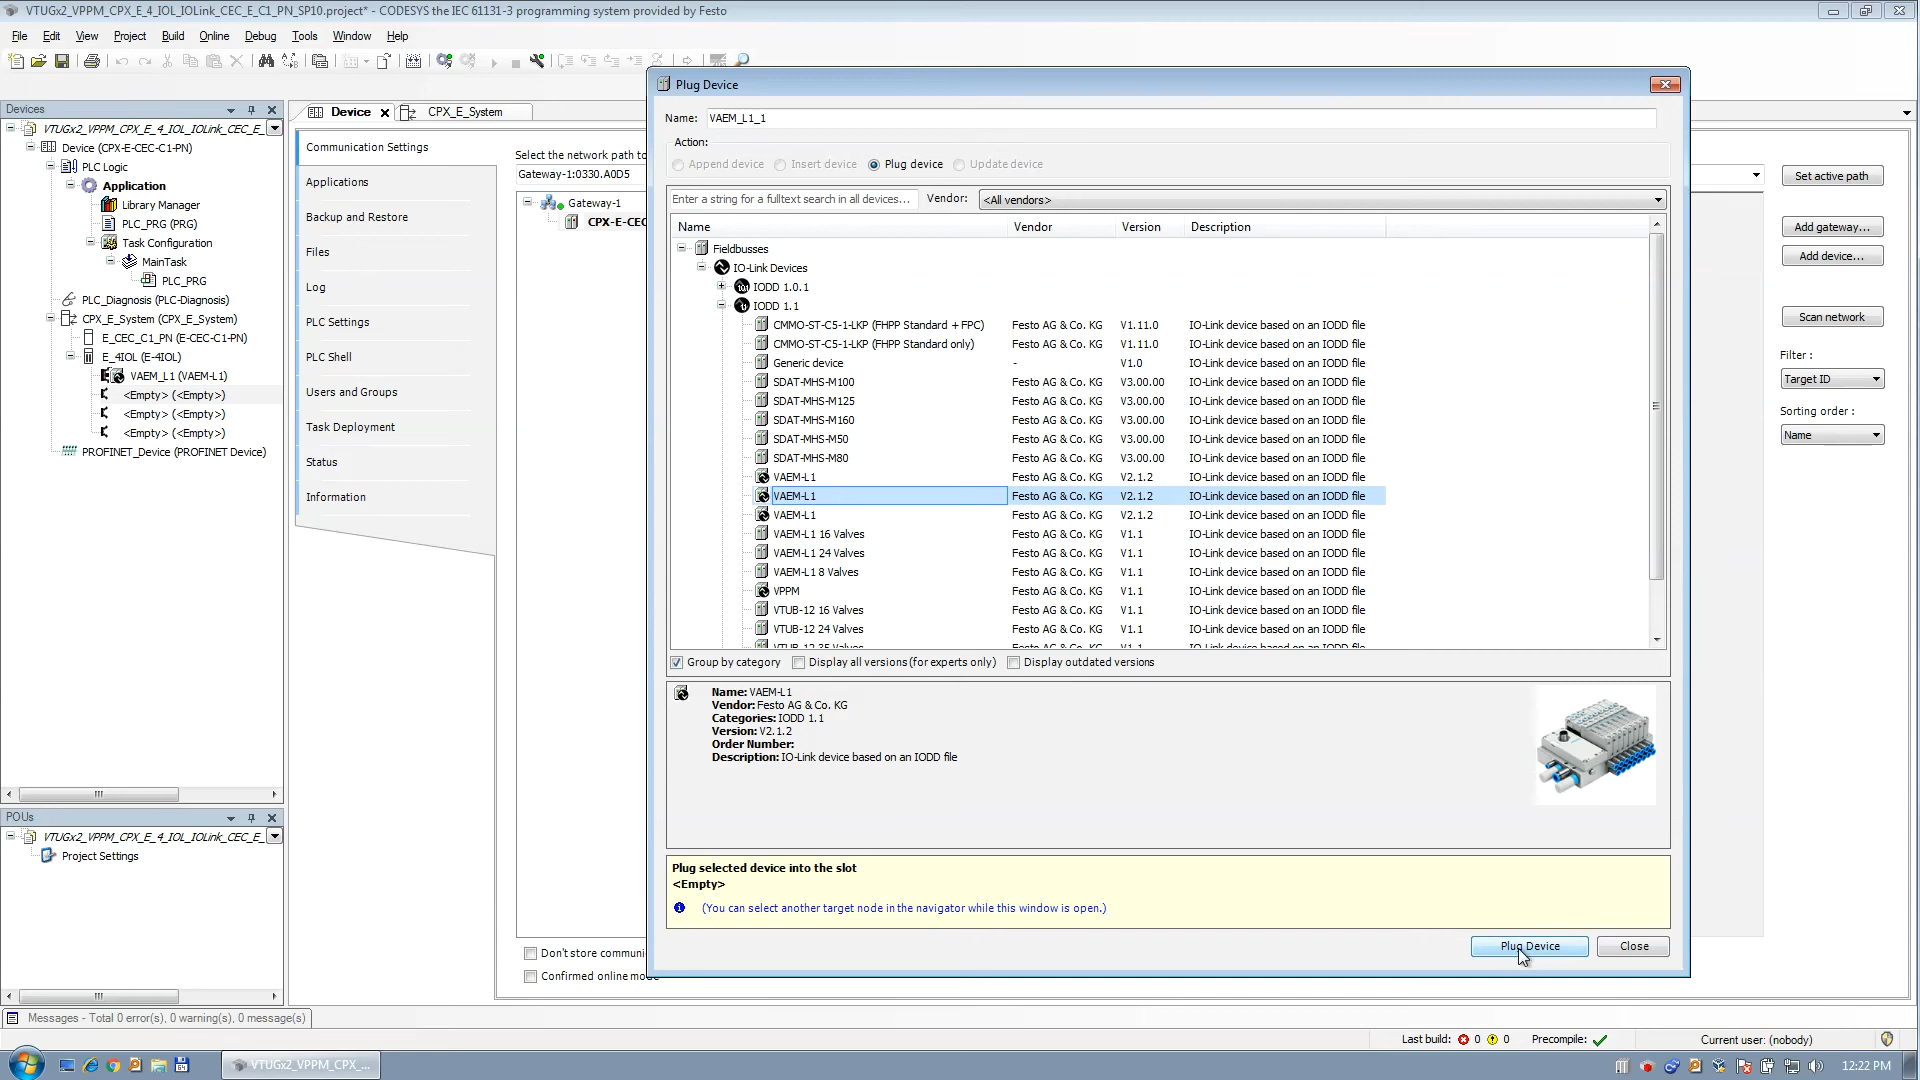 VTUGx2_VPPM_CPX_E_4_IOL_IOLink_CEC_E_C1_PN_SP10.project* - CODESYS the IEC 61131-3 programming system provided by Festo
File Edit View Project Build Online Debug Tools Window Help
Devices
VTUGx2_VPPM_CPX_E_4_IOL_IOLink_CEC_E_
Device (CPX-E-CEC-C1-PN)
PLC Logic
Application
Library Manager
PLC_PRG (PRG)
Task Configuration
MainTask
PLC_PRG
PLC_Diagnosis (PLC-Diagnosis)
CPX_E_System (CPX_E_System)
E_CEC_C1_PN (E-CEC-C1-PN)
E_4IOL (E-4IOL)
VAEM_L1 (VAEM-L1)
<Empty> (<Empty>)
<Empty> (<Empty>)
<Empty> (<Empty>)
PROFINET_Device (PROFINET Device)
POUs
VTUGx2_VPPM_CPX_E_4_IOL_IOLink_CEC_E_
Project Settings
Device CPX_E_System
Communication Settings
Applications
Backup and Restore
Files
Log
PLC Settings
PLC Shell
Users and Groups
Task Deployment
Status
Information
Select the network path to
Gateway-1:0330.A0D5
Gateway-1
CPX-E-CEC
Don't store communi
Confirmed online mode
Plug Device
Name: VAEM_L1_1
Action:
Append device Insert device Plug device Update device
Enter a string for a fulltext search in all devices... Vendor: <All vendors>
Name Vendor Version Description
Fieldbusses
IO-Link Devices
IODD 1.0.1
IODD 1.1
CMMO-ST-C5-1-LKP (FHPP Standard + FPC) Festo AG & Co. KG V1.11.0 IO-Link device based on an IODD file
CMMO-ST-C5-1-LKP (FHPP Standard only) Festo AG & Co. KG V1.11.0 IO-Link device based on an IODD file
Generic device - V1.0 IO-Link device based on an IODD file
SDAT-MHS-M100 Festo AG & Co. KG V3.00.00 IO-Link device based on an IODD file
SDAT-MHS-M125 Festo AG & Co. KG V3.00.00 IO-Link device based on an IODD file
SDAT-MHS-M160 Festo AG & Co. KG V3.00.00 IO-Link device based on an IODD file
SDAT-MHS-M50 Festo AG & Co. KG V3.00.00 IO-Link device based on an IODD file
SDAT-MHS-M80 Festo AG & Co. KG V3.00.00 IO-Link device based on an IODD file
VAEM-L1 Festo AG & Co. KG V2.1.2 IO-Link device based on an IODD file
VAEM-L1 Festo AG & Co. KG V2.1.2 IO-Link device based on an IODD file
VAEM-L1 Festo AG & Co. KG V2.1.2 IO-Link device based on an IODD file
VAEM-L1 16 Valves Festo AG & Co. KG V1.1 IO-Link device based on an IODD file
VAEM-L1 24 Valves Festo AG & Co. KG V1.1 IO-Link device based on an IODD file
VAEM-L1 8 Valves Festo AG & Co. KG V1.1 IO-Link device based on an IODD file
VPPM Festo AG & Co. KG V1.1 IO-Link device based on an IODD file
VTUB-12 16 Valves Festo AG & Co. KG V1.1 IO-Link device based on an IODD file
VTUB-12 24 Valves Festo AG & Co. KG V1.1 IO-Link device based on an IODD file
VTUB-12 35 Valves Festo AG & Co. KG V1.1 IO-Link device based on an IODD file
Group by category Display all versions (for experts only) Display outdated versions
Name: VAEM-L1
Vendor: Festo AG & Co. KG
Categories: IODD 1.1
Version: V2.1.2
Order Number:
Description: IO-Link device based on an IODD file
Plug selected device into the slot
<Empty>
(You can select another target node in the navigator while this window is open.)
Plug Device Close
Set active path
Add gateway...
Add device...
Scan network
Filter :
Target ID
Sorting order :
Name
Messages - Total 0 error(s), 0 warning(s), 0 message(s)
Last build: 0 0 Precompile: Current user: (nobody)
VTUGx2_VPPM_CPX_... 12:22 PM